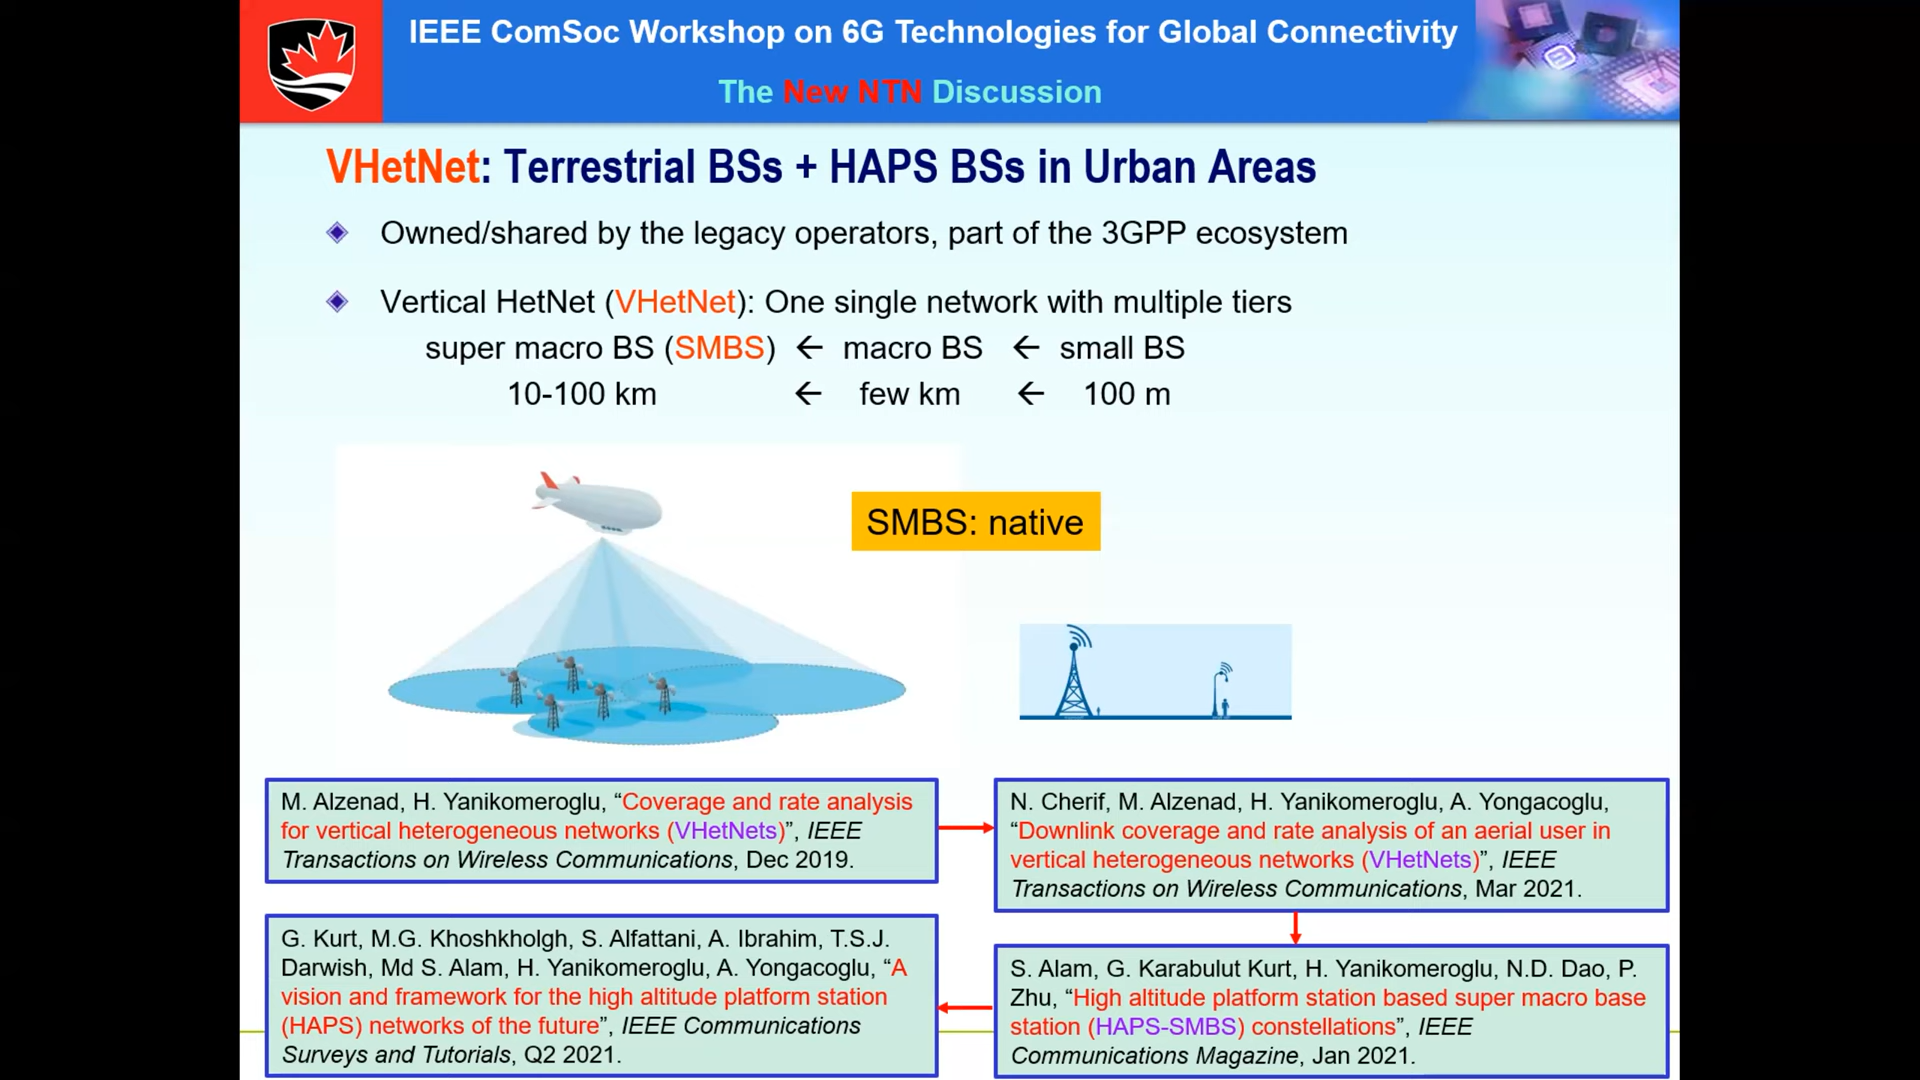 IEEE ComSoc Workshop on 6G Technologies for Global Connectivity
The New NTN Discussion
VHetNet: Terrestrial BSs + HAPS BSs in Urban Areas
Owned/shared by the legacy operators, part of the 3GPP ecosystem
Vertical HetNet (VHetNet): One single network with multiple tiers
super macro BS (SMBS) ← macro BS ← small BS
10-100 km ← few km ← 100 m
SMBS: native
M. Alzenad, H. Yanikomeroglu, “Coverage and rate analysis
for vertical heterogeneous networks (VHetNets)”, IEEE
Transactions on Wireless Communications, Dec 2019.
N. Cherif, M. Alzenad, H. Yanikomeroglu, A. Yongacoglu,
“Downlink coverage and rate analysis of an aerial user in
vertical heterogeneous networks (VHetNets)”, IEEE
Transactions on Wireless Communications, Mar 2021.
G. Kurt, M.G. Khoshkholgh, S. Alfattani, A. Ibrahim, T.S.J.
Darwish, Md S. Alam, H. Yanikomeroglu, A. Yongacoglu, “A
vision and framework for the high altitude platform station
(HAPS) networks of the future”, IEEE Communications
Surveys and Tutorials, Q2 2021.
S. Alam, G. Karabulut Kurt, H. Yanikomeroglu, N.D. Dao, P.
Zhu, “High altitude platform station based super macro base
station (HAPS-SMBS) constellations”, IEEE
Communications Magazine, Jan 2021.